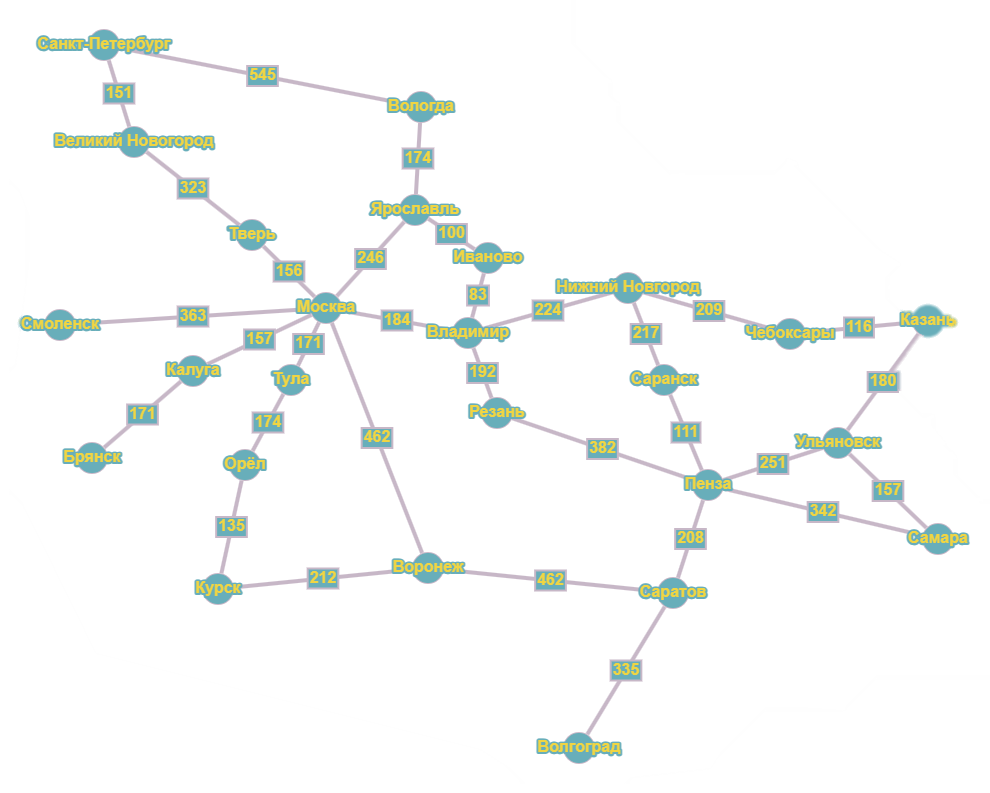 Санкт-Петербург
545
151
Вологда
Великий Новогород
174
323
Ярославль
Тверь
100
246
Иваново
156
Нижний Новгород
83
Москва
363
184
224
209
Казань
Смоленск
Владимир
Чебоксары
116
157
171
217
Калуга
Тула
192
Саранск
180
171
Резань
174
462
111
Ульяновск
382
Брянск
Орёл
251
Пенза
157
342
135
208
Самара
Воронеж
212
462
Курск
Саратов
335
Волгоград